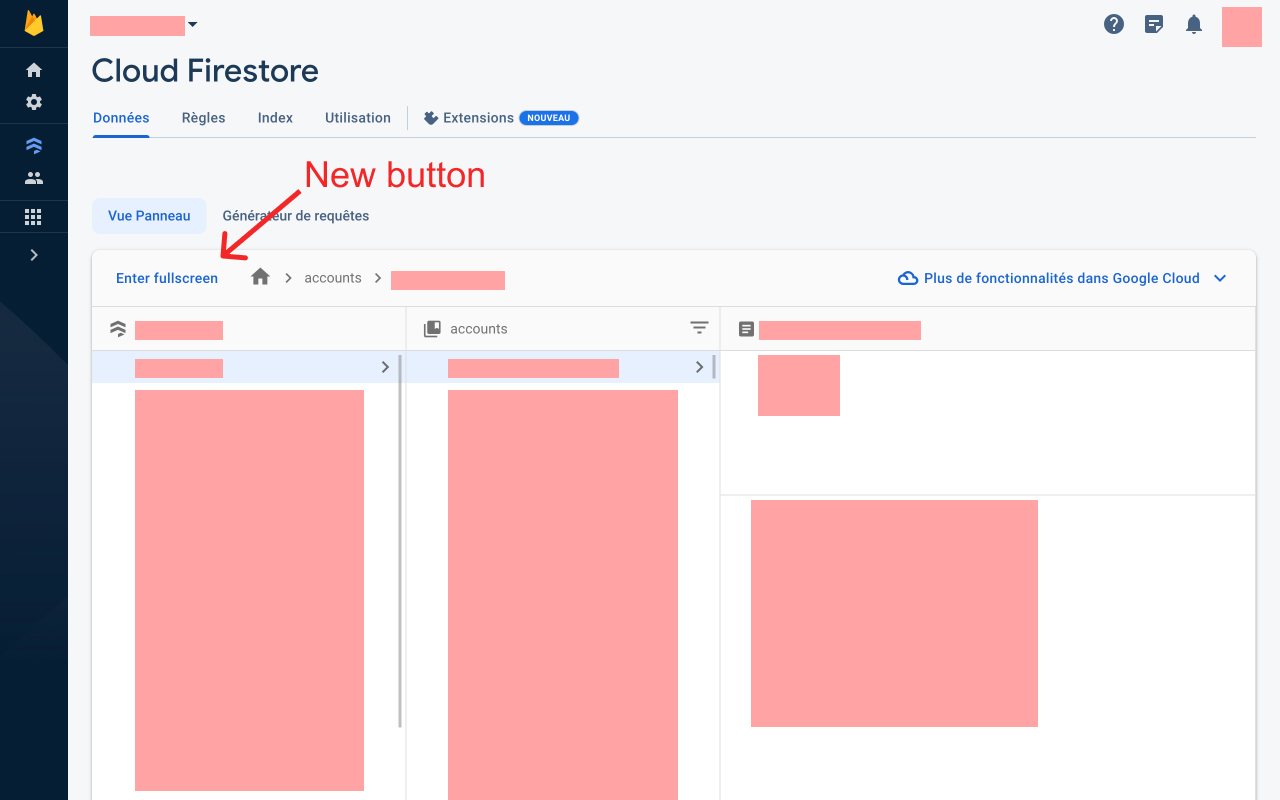 Cloud Firestore
Données Règles Index Utilisation Extensions NOUVEAU
New button
Vue Panneau Générateur de requêtes
Enter fullscreen accounts Plus de fonctionnalités dans Google Cloud
accounts